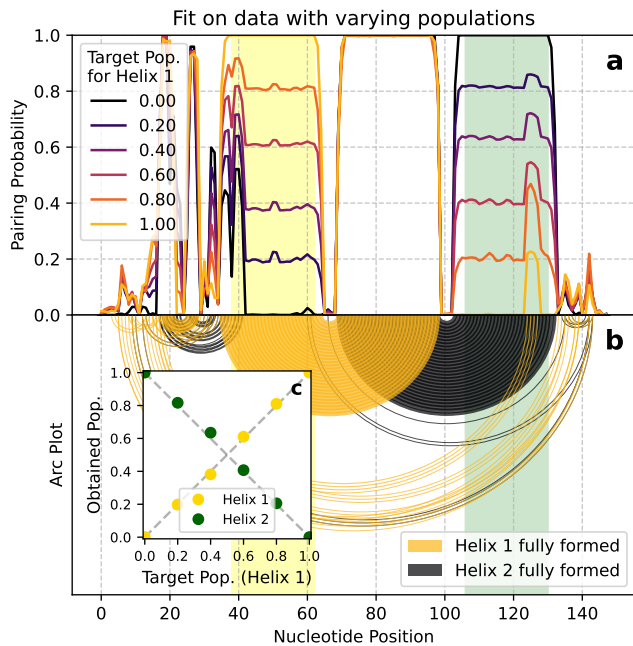 Fit on data with varying populations
a
Target Pop.
for Helix 1
0.00
0.20
0.40
0.60
0.80
1.00
Pairing Probability
1.0
0.8
0.6
0.4
0.2
0.0
b
Arc Plot
c
Obtained Pop.
1.0
0.8
0.6
0.4
0.2
0.0
Helix 1
Helix 2
0.0 0.2 0.4 0.6 0.8 1.0
Target Pop. (Helix 1)
Helix 1 fully formed
Helix 2 fully formed
0 20 40 60 80 100 120 140
Nucleotide Position